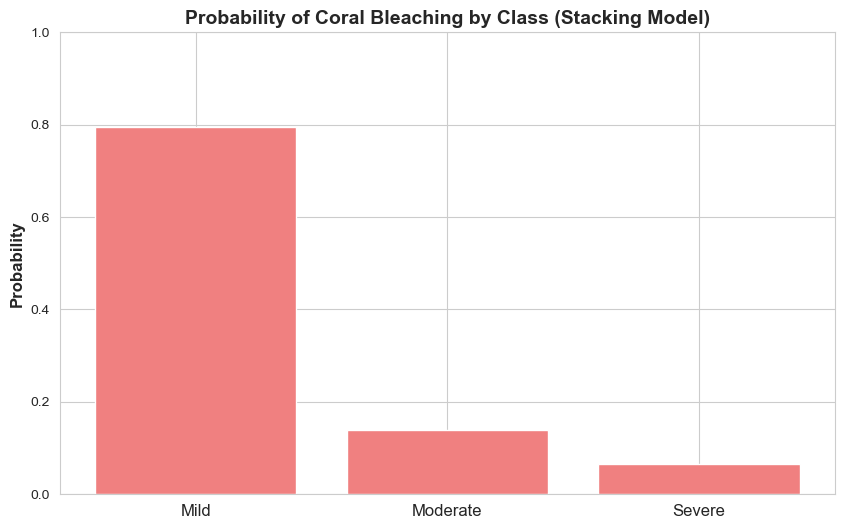 Probability of Coral Bleaching by Class (Stacking Model)
1.0
0.8
0.6
0.4
0.2
0.0
Probability
Mild Moderate Severe